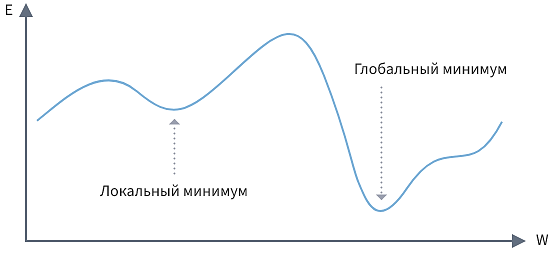 E
Глобальный минимум
Локальный минимум
W